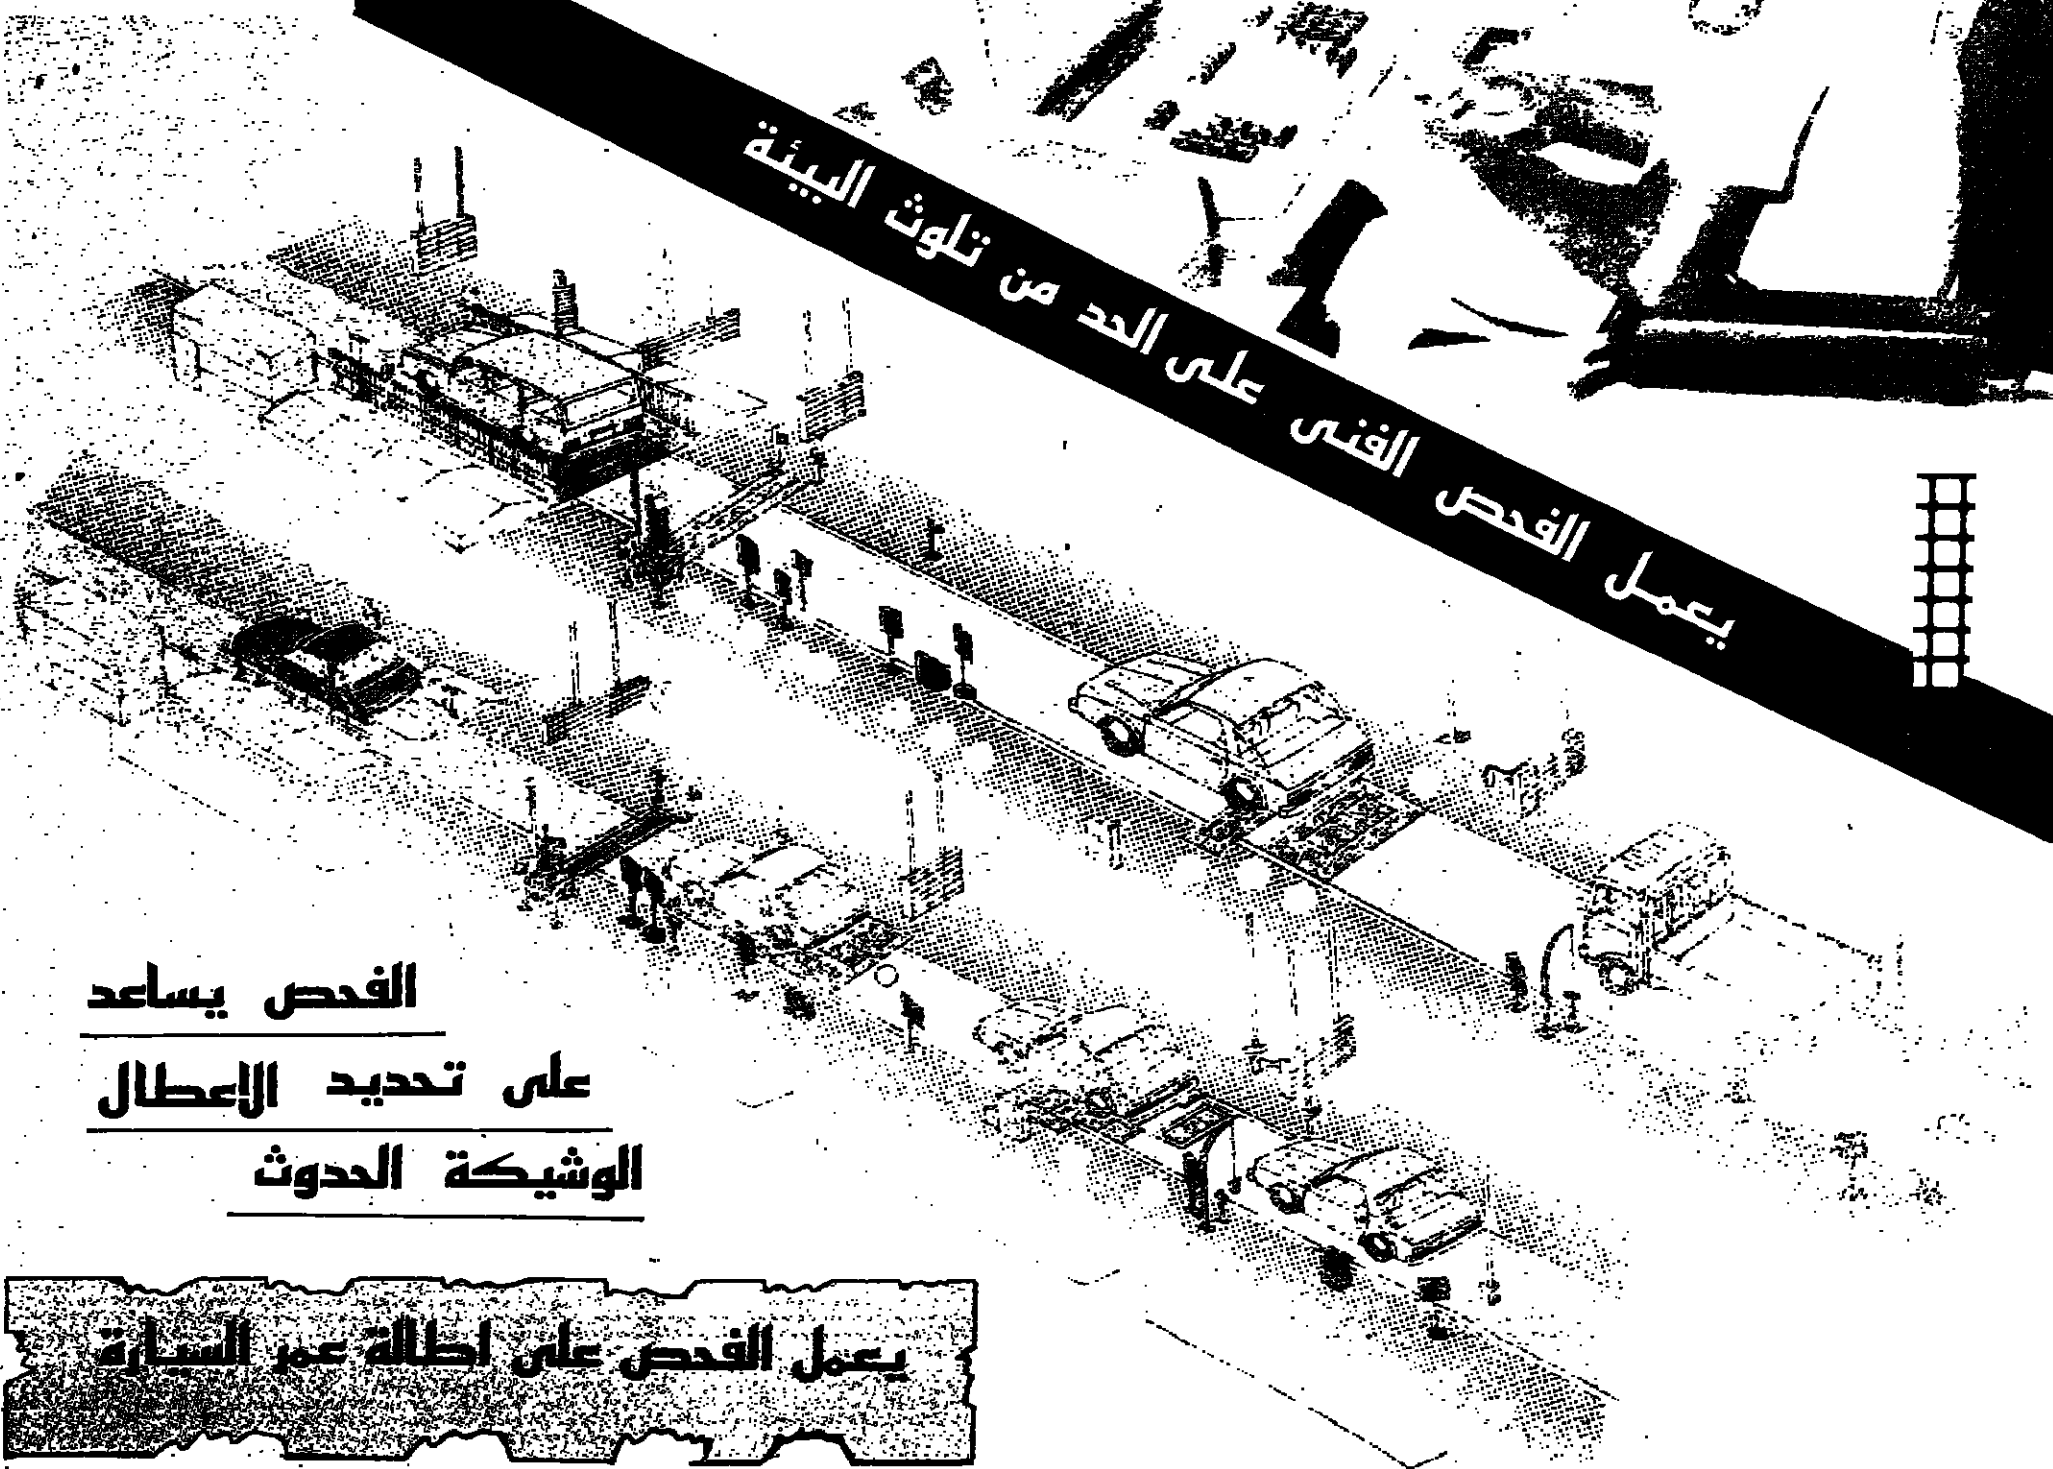 يعمل الفحص الفنى على الحد من تلوث البيئة
الفحص يساعد
على تحديد الاعطال
الوشيكة الحدوث
يعمل الفحص على اطالة عمر السيارة